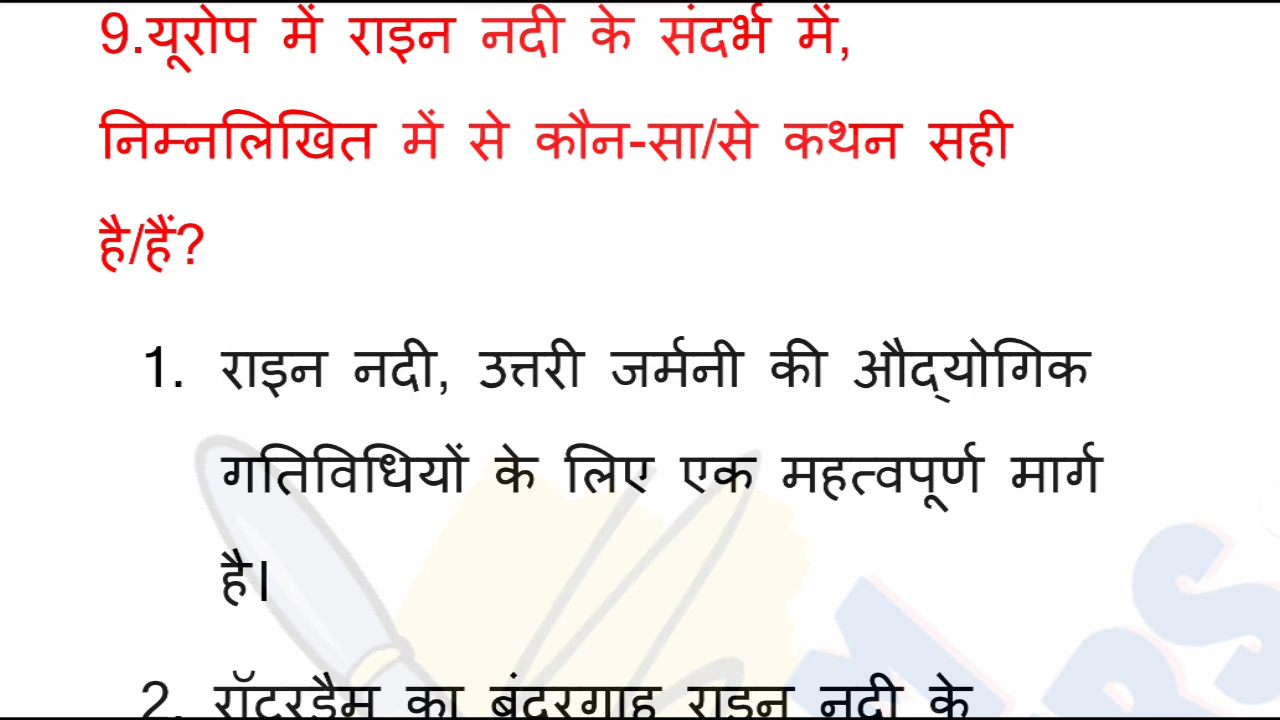 9.यूरोप में राइन नदी के संदर्भ में,
निम्नलिखित में से कौन-सा/से कथन सही
है/हैं?
1. राइन नदी, उत्तरी जर्मनी की औद्योगिक
गतिविधियों के लिए एक महत्वपूर्ण मार्ग
है।
2. रॉटरडैम का बंदरगाह राइन नदी के